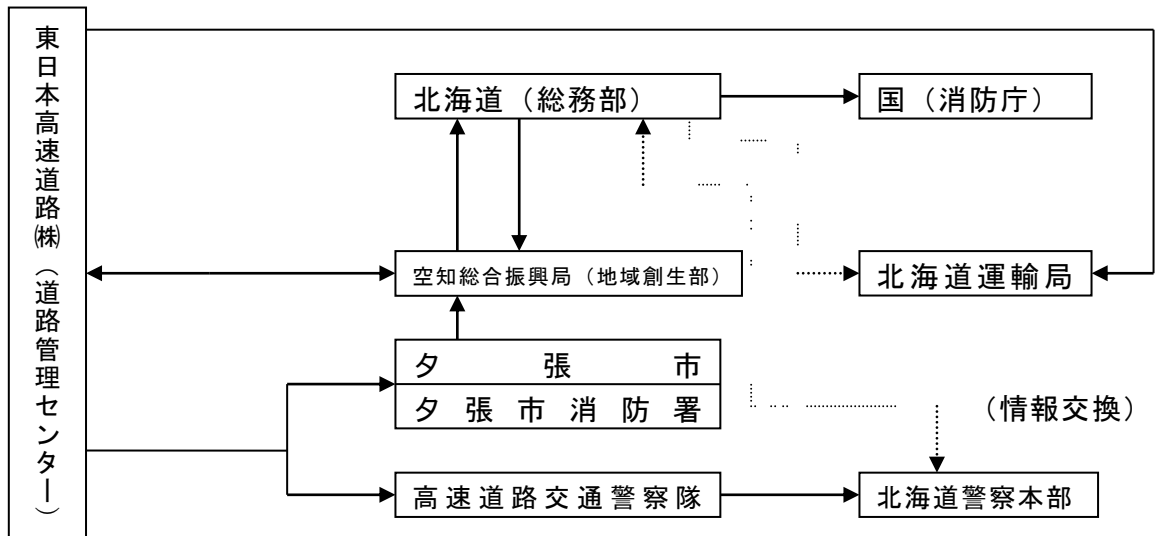 東日本高速道路㈱（道路管理センター）
北海道（総務部）
国（消防庁）
空知総合振興局（地域創生部）
北海道運輸局
夕張市
夕張市消防署
（情報交換）
高速道路交通警察隊
北海道警察本部